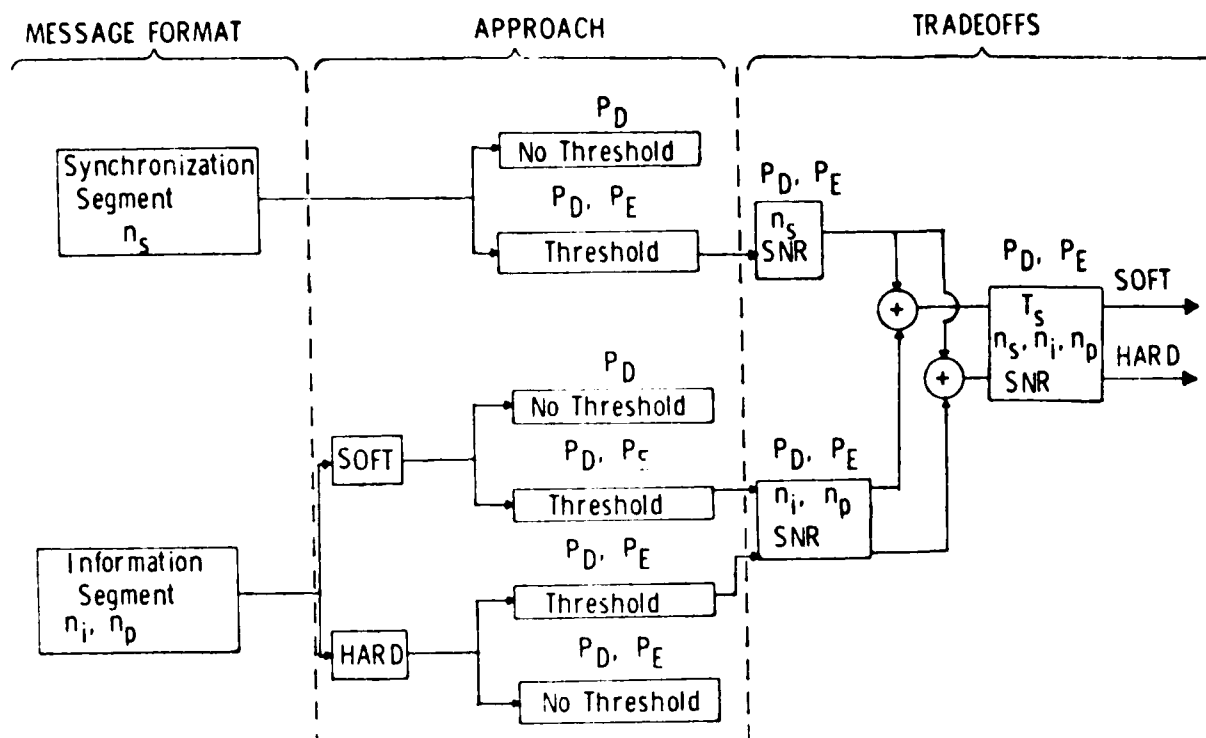 MESSAGE FORMAT
APPROACH
TRADEOFFS
P_D
No Threshold
Synchronization
Segment
n_s
P_D, P_E
Threshold
P_D, P_E
n_s
SNR
P_D, P_E
T_s
n_s, n_i, n_p
SNR
SOFT
HARD
+
+
P_D
No Threshold
SOFT
P_D, P_E
Threshold
P_D, P_E
n_i, n_p
SNR
Information
Segment
n_i, n_p
P_D, P_E
Threshold
HARD
P_D, P_E
No Threshold